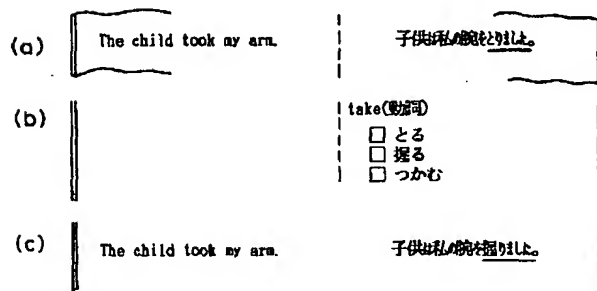 (a) The child took my arm. 子供は私の腕をとりました。
(b) take(動詞)
□ とる
□ 握る
□ つかむ
(c) The child took my arm. 子供は私の腕を握りました。